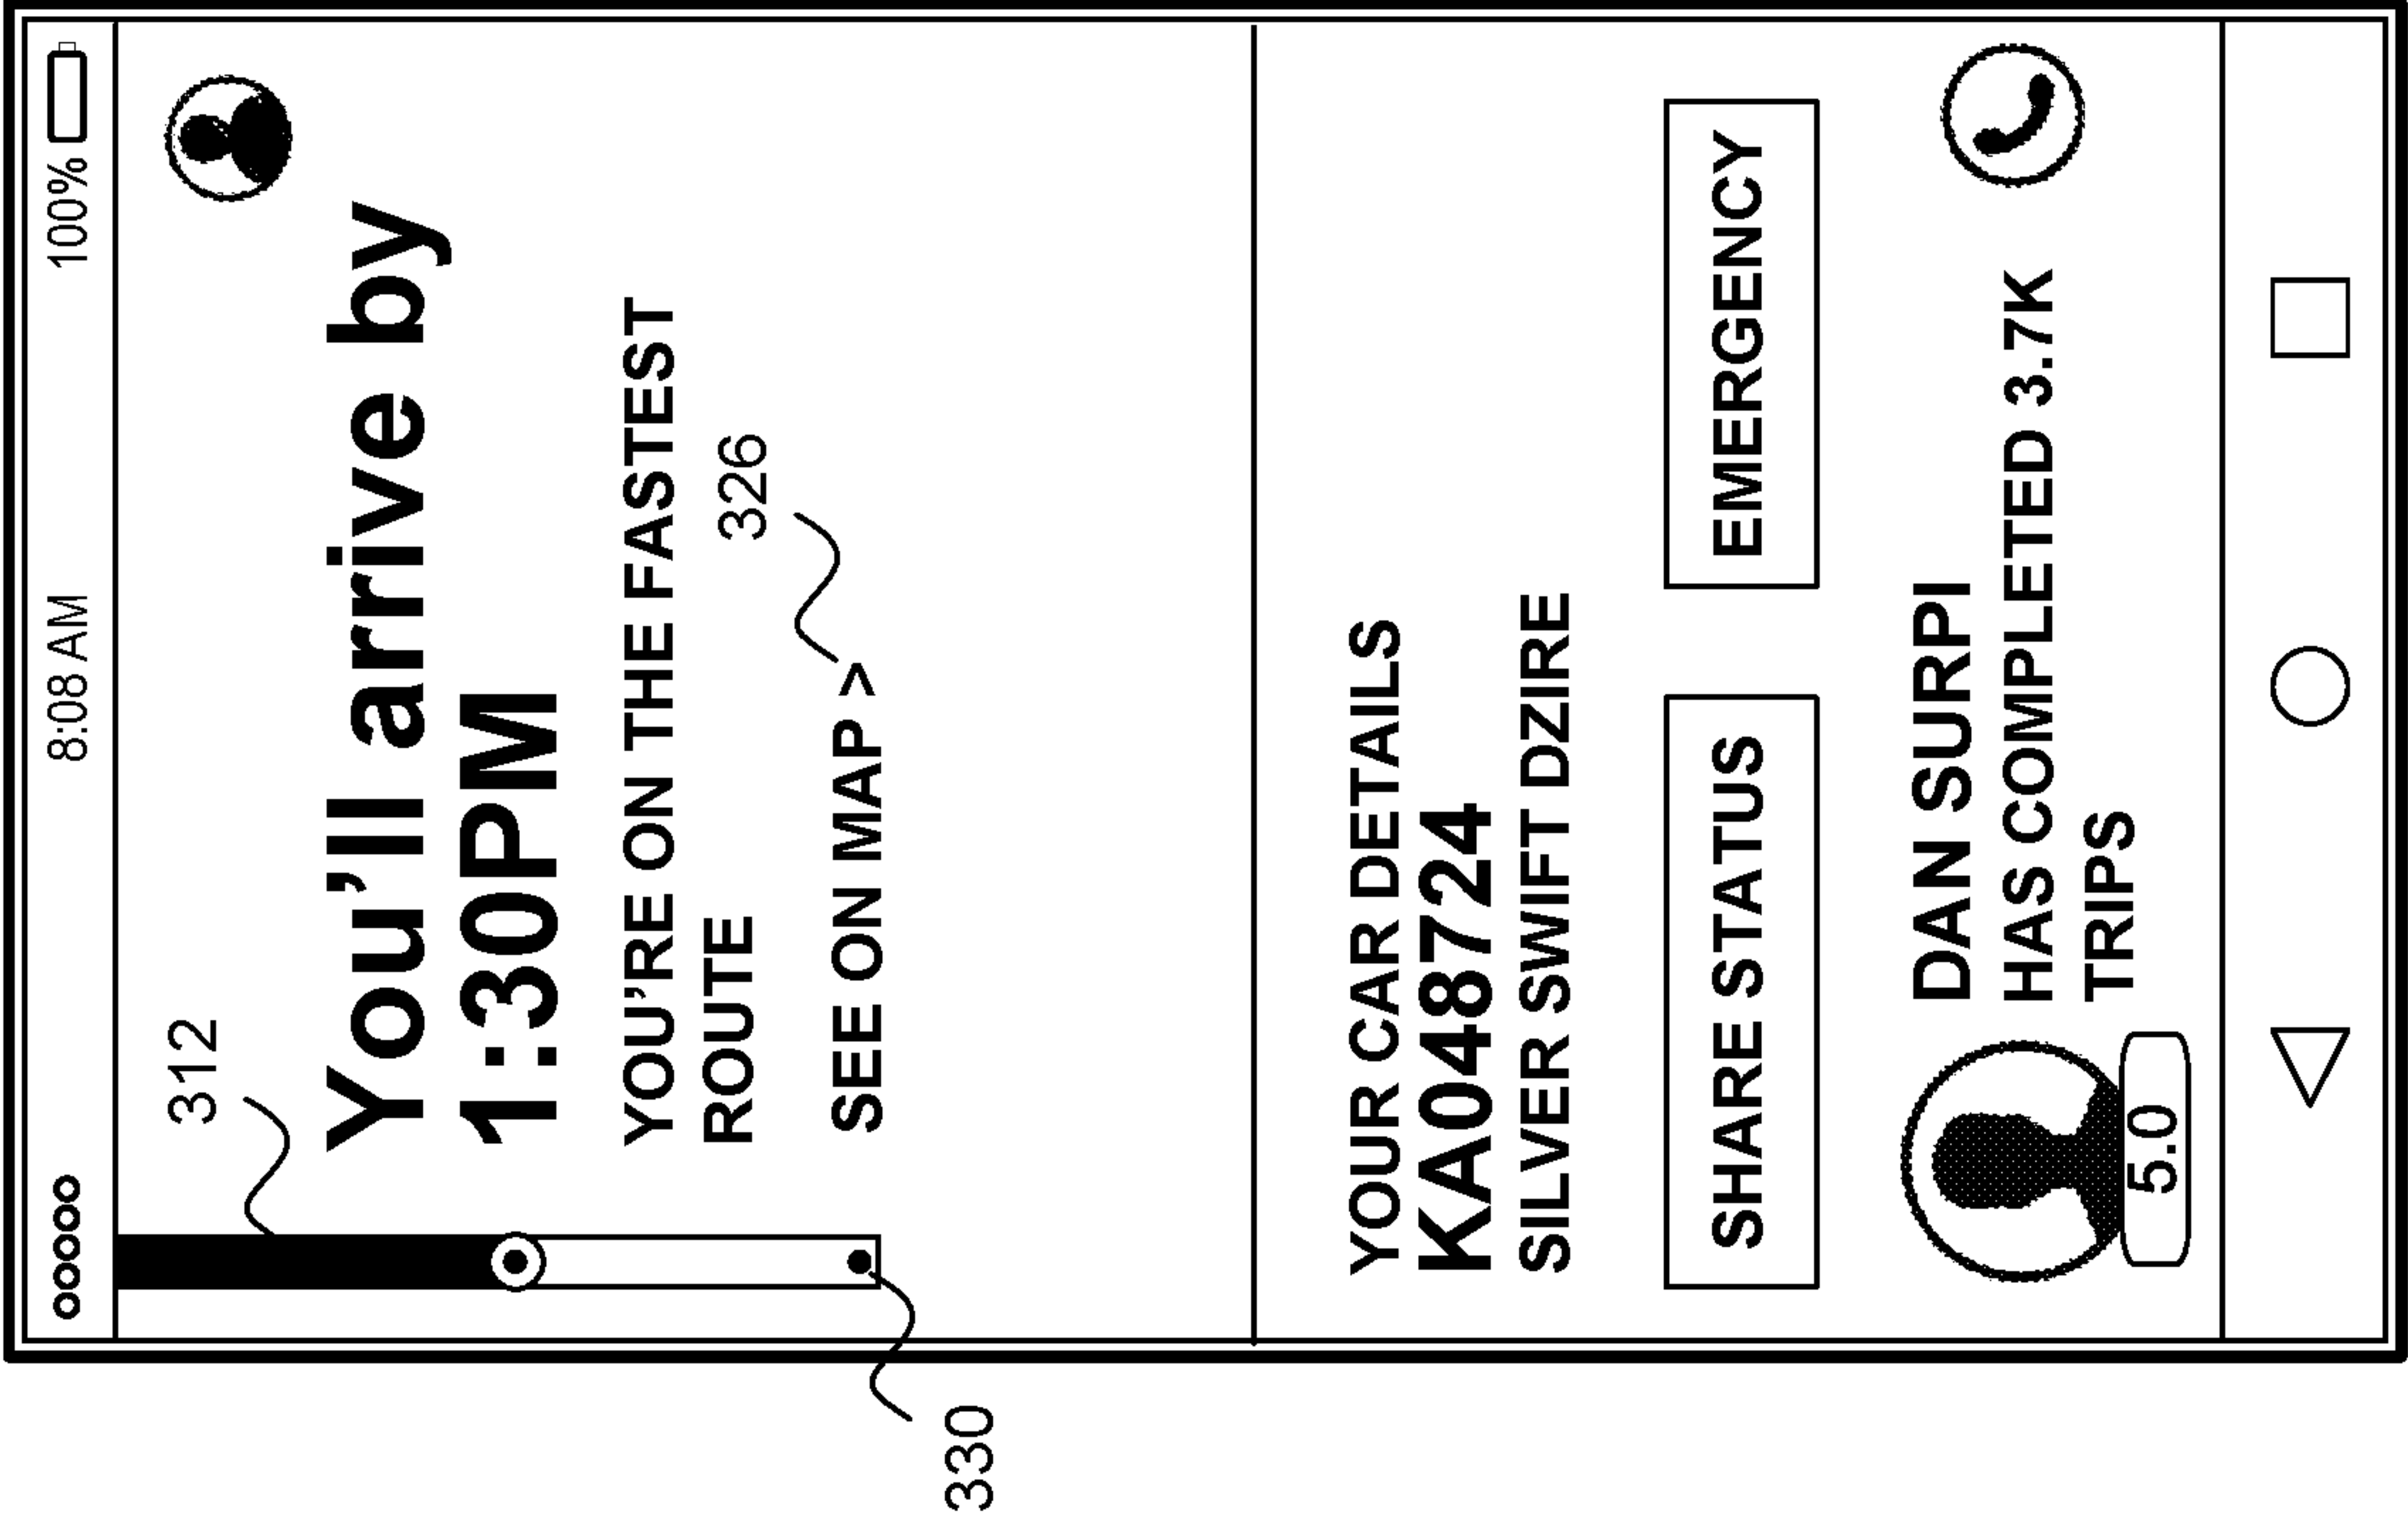 8:08 AM 100%
312
You'll arrive by
1:30PM
YOU'RE ON THE FASTEST
ROUTE
326
SEE ON MAP >
330
YOUR CAR DETAILS
KA048724
SILVER SWIFT DZIRE
SHARE STATUS EMERGENCY
DAN SURPI
HAS COMPLETED 3.7K
TRIPS
5.0